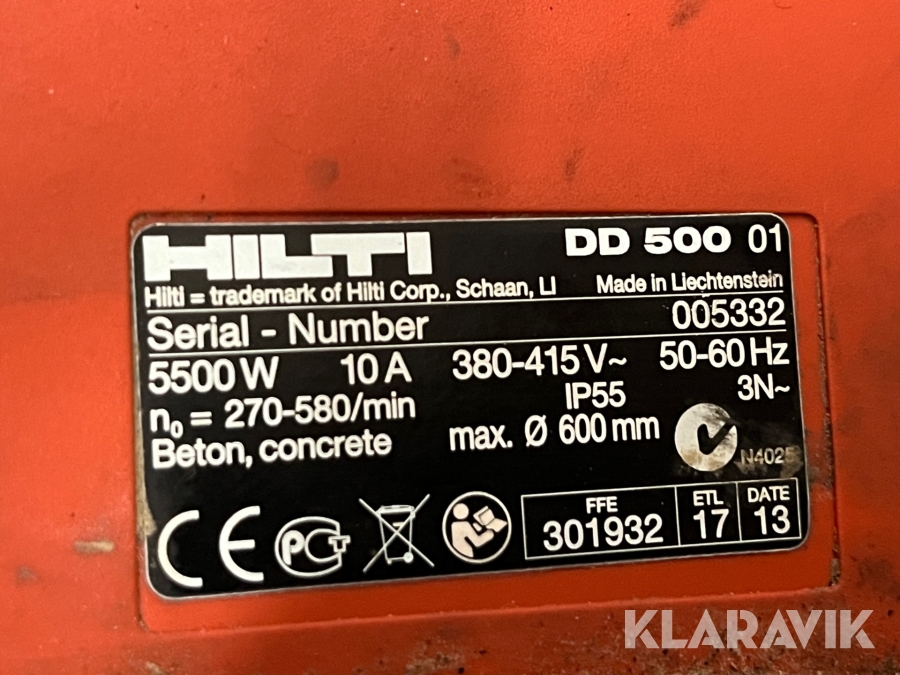 HILTI DD 500 01
Hilti = trademark of Hilti Corp., Schaan, LI Made in Liechtenstein
Serial - Number 005332
5500 W 10 A 380-415 V~ 50-60 Hz
IP55 3N~
n₀ = 270-580/min
Beton, concrete max. Ø 600 mm
N4025
CE PCT
FFE 301932
ETL 17
DATE 13
KLARAVIK